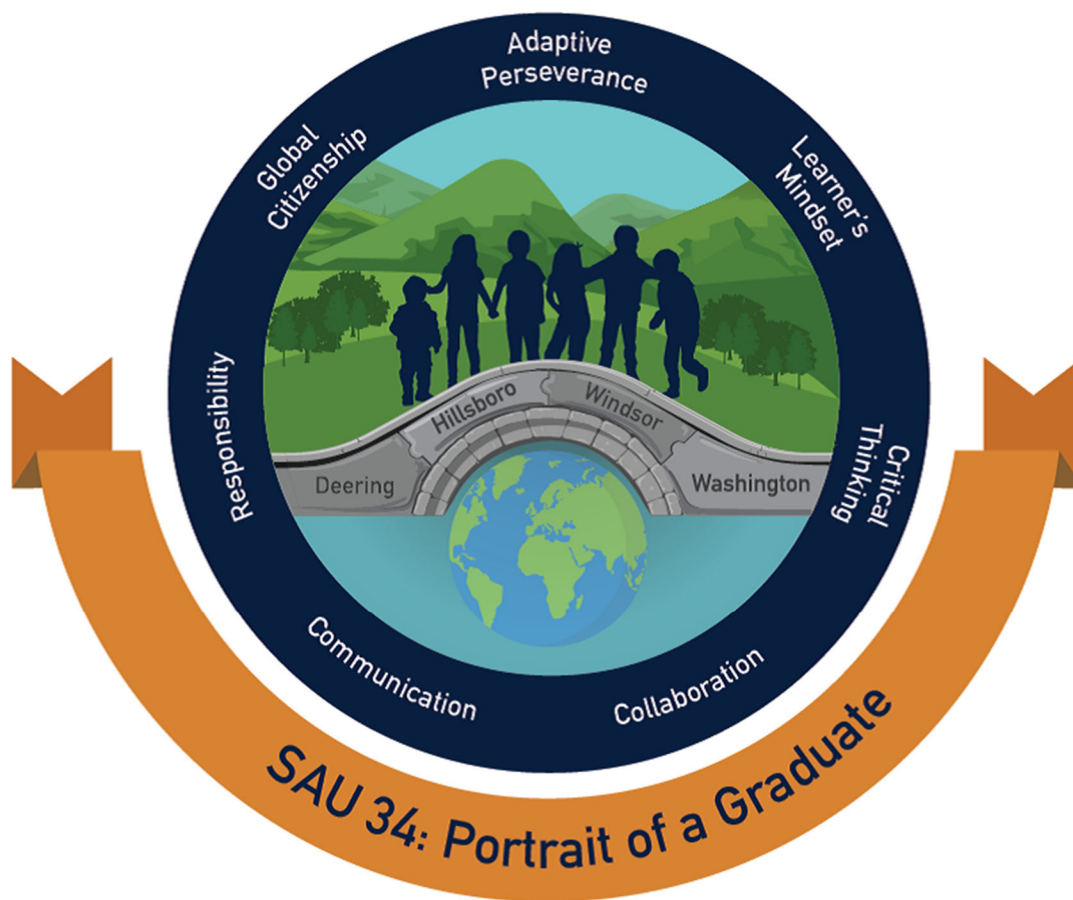 Adaptive
Perseverance
Learner's
Mindset
Critical
Thinking
Collaboration
Communication
Responsibility
Global
Citizenship
Deering
Hillsboro
Windsor
Washington
SAU 34: Portrait of a Graduate